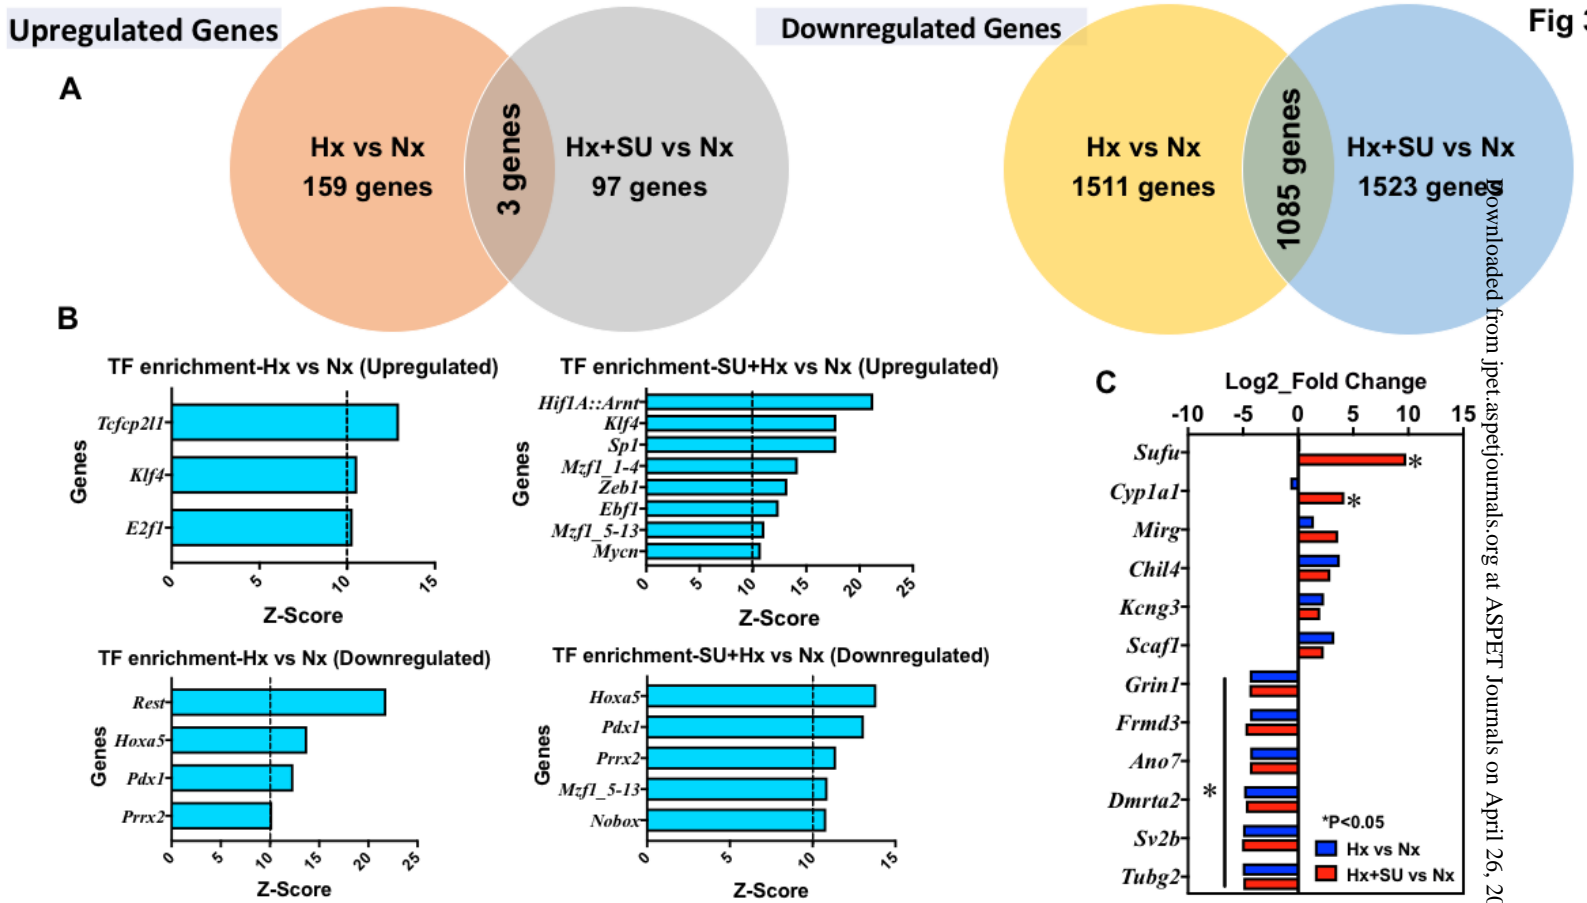 Upregulated Genes
Downregulated Genes
Fig 3
A
Hx vs Nx
159 genes
3 genes
Hx+SU vs Nx
97 genes
Hx vs Nx
1511 genes
1085 genes
Hx+SU vs Nx
1523 genes
B
TF enrichment-Hx vs Nx (Upregulated)
Genes
Tcfcp2l1
Klf4
E2f1
0 5 10 15
Z-Score
TF enrichment-SU+Hx vs Nx (Upregulated)
Genes
Hif1A::Arnt
Klf4
Sp1
Mzf1_1-4
Zeb1
Ebf1
Mzf1_5-13
Mycn
0 5 10 15 20 25
Z-Score
TF enrichment-Hx vs Nx (Downregulated)
Genes
Rest
Hoxa5
Pdx1
Prrx2
0 5 10 15 20 25
Z-Score
TF enrichment-SU+Hx vs Nx (Downregulated)
Genes
Hoxa5
Pdx1
Prrx2
Mzf1_5-13
Nobox
0 5 10 15
Z-Score
C
Log2_Fold Change
-10 -5 0 5 10 15
Sufu *
Cyp1a1 *
Mirg
Chil4
Kcng3
Scaf1
Grin1
Frmd3
Ano7
Dmrta2
*
Sv2b
Tubg2
*P<0.05
Hx vs Nx
Hx+SU vs Nx
Downloaded from jpet.aspetjournals.org at ASPET Journals on April 26, 20